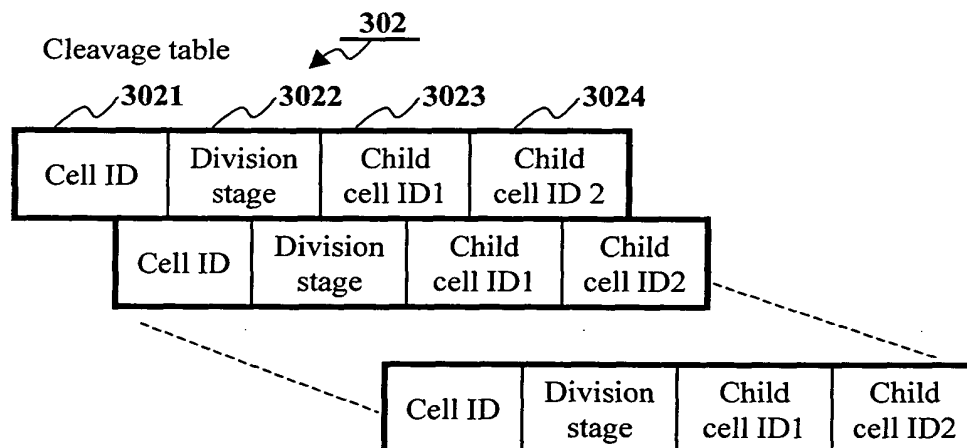 302
Cleavage table
3021 3022 3023 3024
Cell ID Division stage Child cell ID1 Child cell ID 2
Cell ID Division stage Child cell ID1 Child cell ID2
Cell ID Division stage Child cell ID1 Child cell ID2